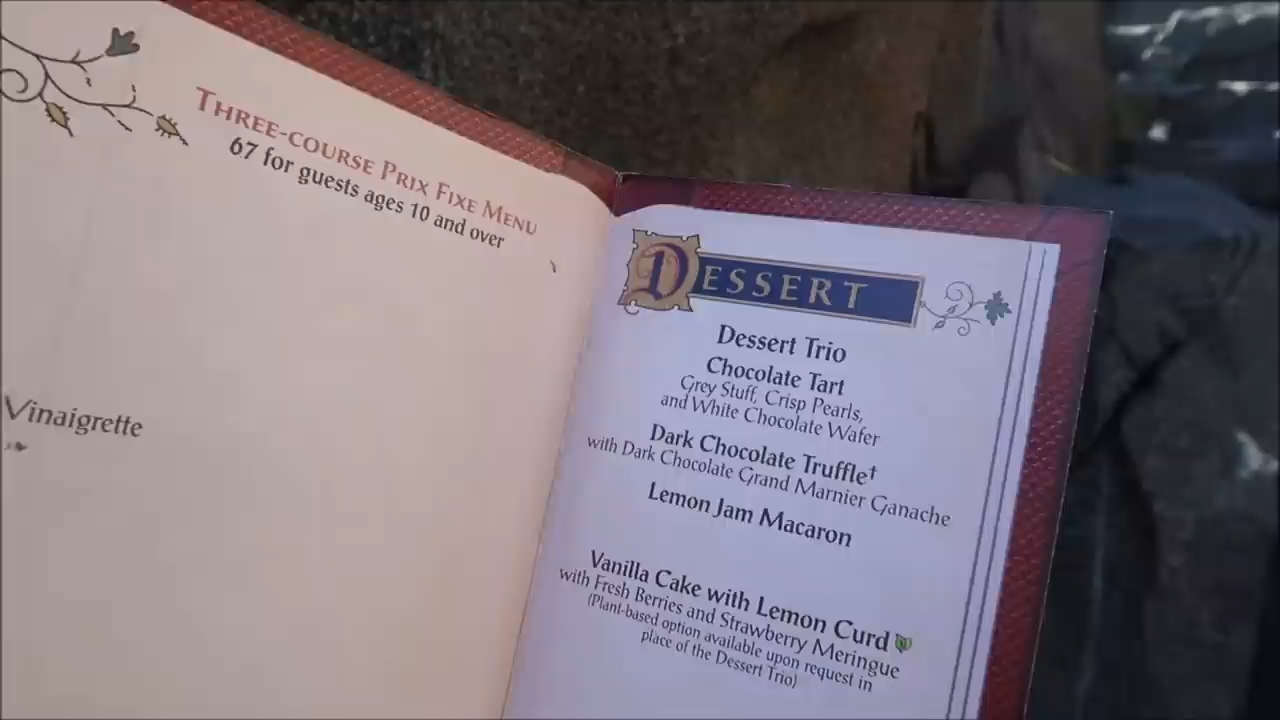 Three-course Prix Fixe Menu
67 for guests ages 10 and over
Vinaigrette
Dessert
Dessert Trio
Chocolate Tart
Grey Stuff, Crisp Pearls,
and White Chocolate Wafer
Dark Chocolate Truffle†
with Dark Chocolate Grand Marnier Ganache
Lemon Jam Macaron
Vanilla Cake with Lemon Curd
with Fresh Berries and Strawberry Meringue
(Plant-based option available upon request in
place of the Dessert Trio)